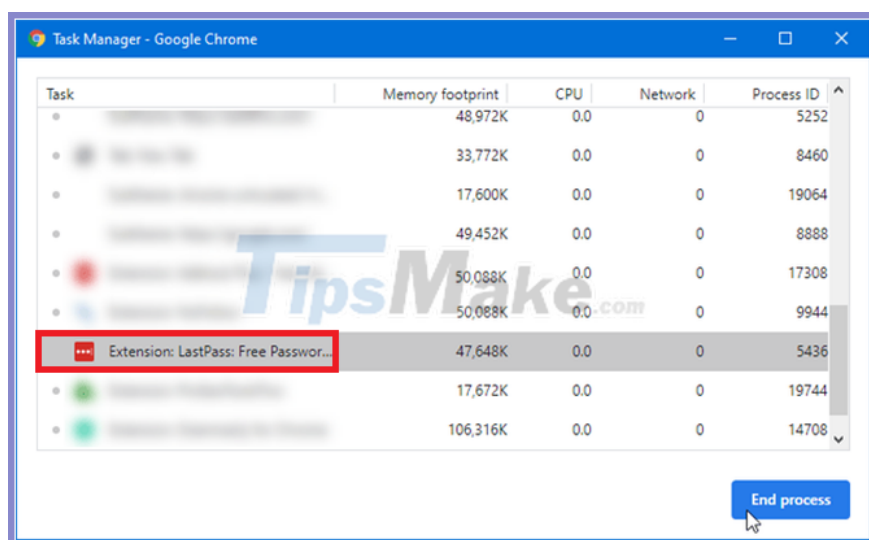 Task Manager - Google Chrome
Task Memory footprint CPU Network Process ID
48,972K 0.0 0 5252
33,772K 0.0 0 8460
17,600K 0.0 0 19064
49,452K 0.0 0 8888
50,088K 0.0 0 17308
50,088K 0.0 0 9944
TipsMake.com
Extension: LastPass: Free Passwor... 47,648K 0.0 0 5436
17,672K 0.0 0 19744
106,316K 0.0 0 14708
End process